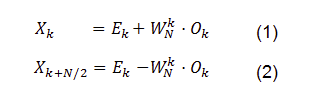 X_k = E_k + W_N^k · O_k (1)
X_{k+N/2} = E_k − W_N^k · O_k (2)